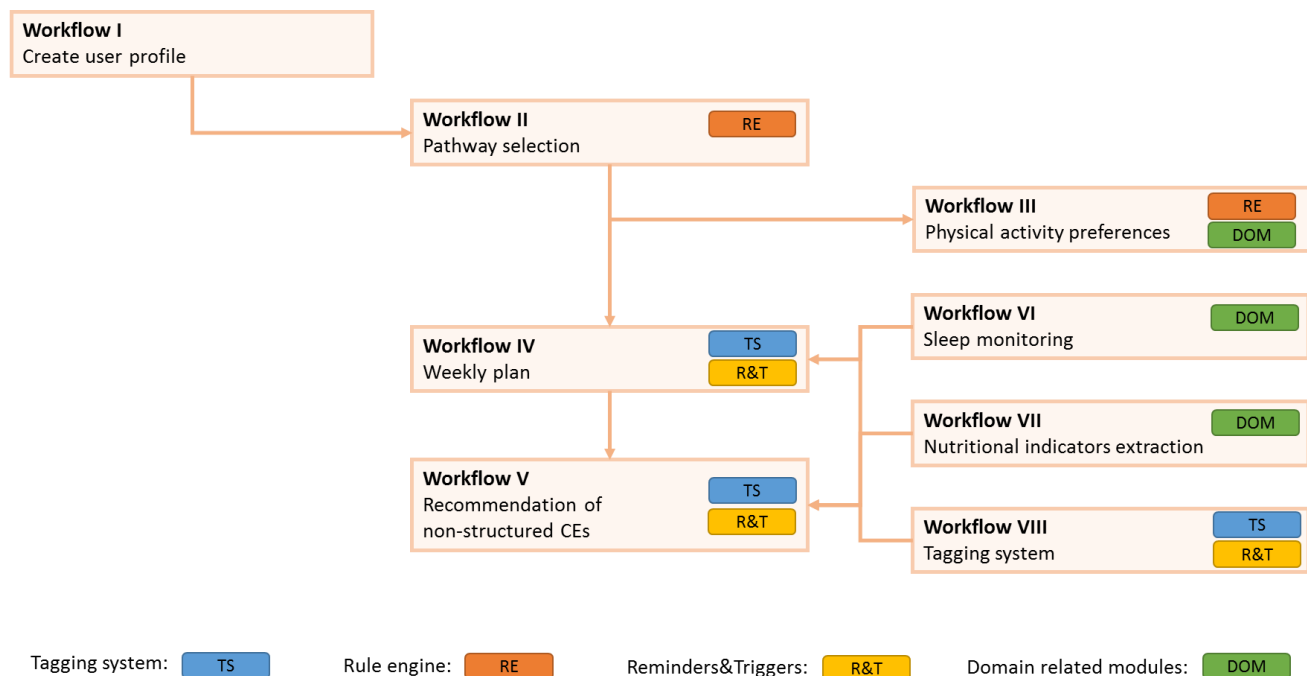 Workflow I
Create user profile
Workflow II
RE
Pathway selection
Workflow III
RE
Physical activity preferences
DOM
Workflow VI
DOM
Sleep monitoring
Workflow IV
TS
Weekly plan
R&T
Workflow VII
DOM
Nutritional indicators extraction
Workflow V
TS
Recommendation of
non-structured CEs
R&T
Workflow VIII
TS
Tagging system
R&T
Tagging system: TS
Rule engine: RE
Reminders&Triggers: R&T
Domain related modules: DOM